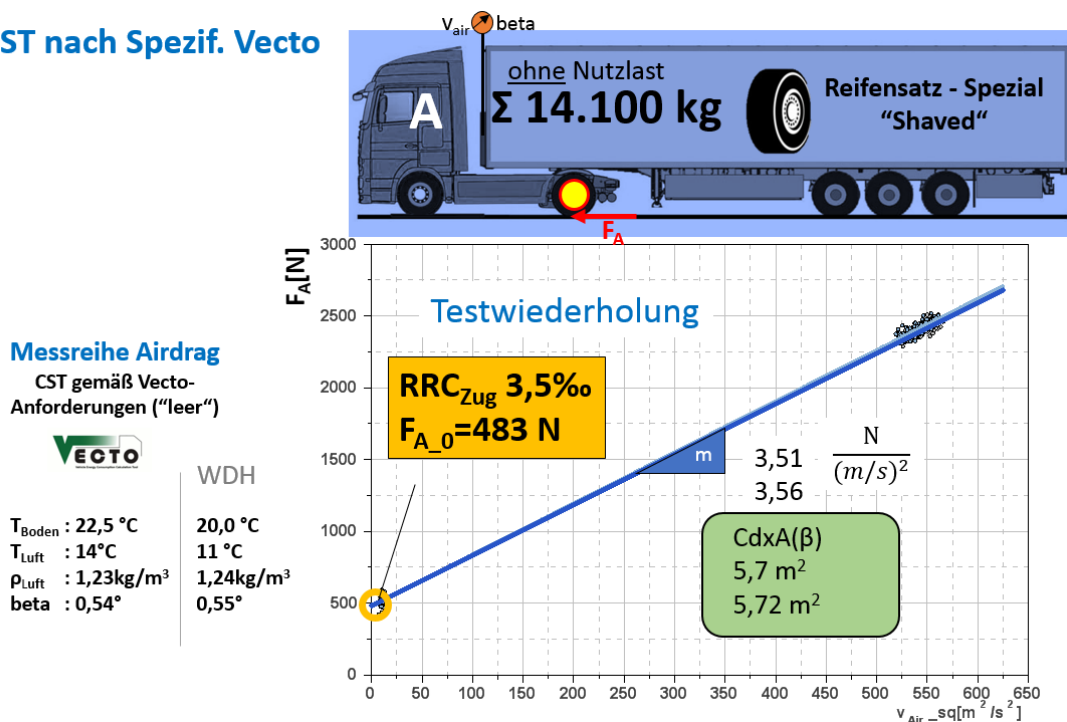 ST nach Spezif. Vecto
v_air beta
ohne Nutzlast
Σ 14.100 kg
A
Reifensatz - Spezial
“Shaved“
F_A
F_A[N]
3000
2500
2000
1500
1000
500
0
Testwiederholung
RRC_Zug 3,5‰
F_A_0=483 N
m
3,51
3,56
N
(m/s)²
CdxA(β)
5,7 m²
5,72 m²
0 50 100 150 200 250 300 350 400 450 500 550 600 650
v_Air_sq[m²/s²]
Messreihe Airdrag
CST gemäß Vecto-
Anforderungen (“leer“)
VECTO
WDH
T_Boden : 22,5 °C 20,0 °C
T_Luft : 14°C 11 °C
ρ_Luft : 1,23kg/m³ 1,24kg/m³
beta : 0,54° 0,55°